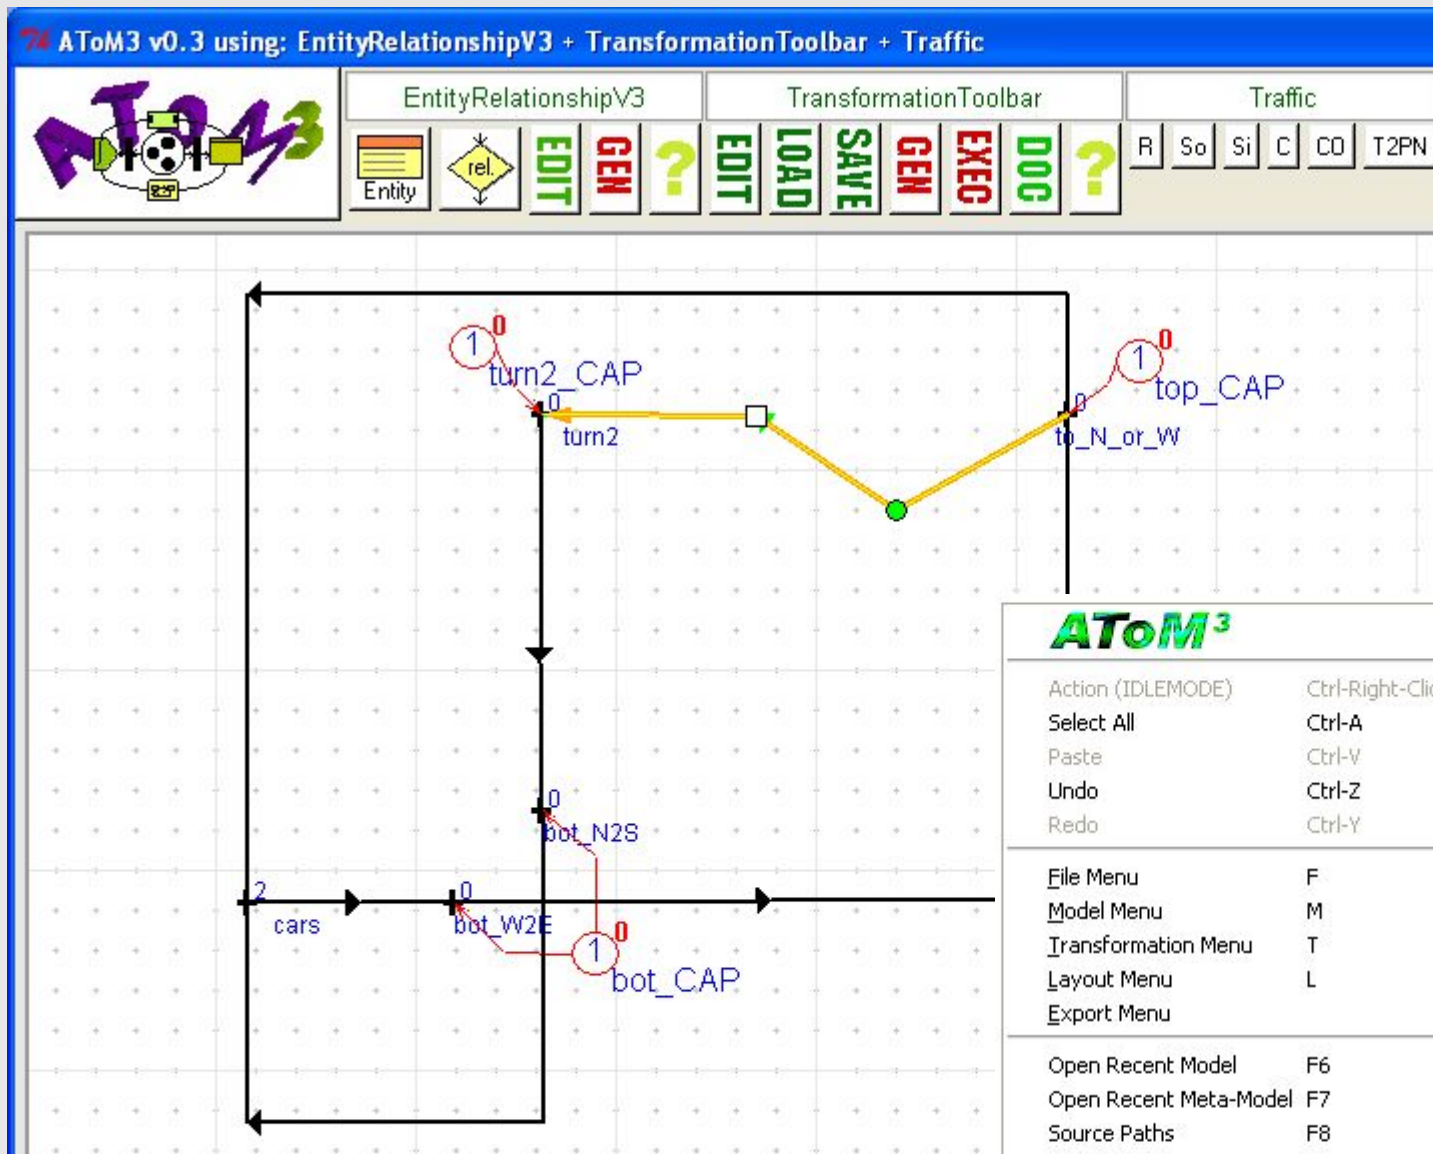 AToM3 v0.3 using: EntityRelationshipV3 + TransformationToolbar + Traffic
AToM3
EntityRelationshipV3 TransformationToolbar Traffic
Entity rel. EDIT GEN ? EDIT LOAD SAVE GEN EXEC DOC ? R So Si C CO T2PN
1 0
turn2_CAP
0
turn2
1 0
top_CAP
0
to_N_or_W
0
bot_N2S
2
cars
0
bot_W2E
1 0
bot_CAP
AToM3
Action (IDLEMODE) Ctrl-Right-Clic
Select All Ctrl-A
Paste Ctrl-V
Undo Ctrl-Z
Redo Ctrl-Y
File Menu F
Model Menu M
Transformation Menu T
Layout Menu L
Export Menu
Open Recent Model F6
Open Recent Meta-Model F7
Source Paths F8